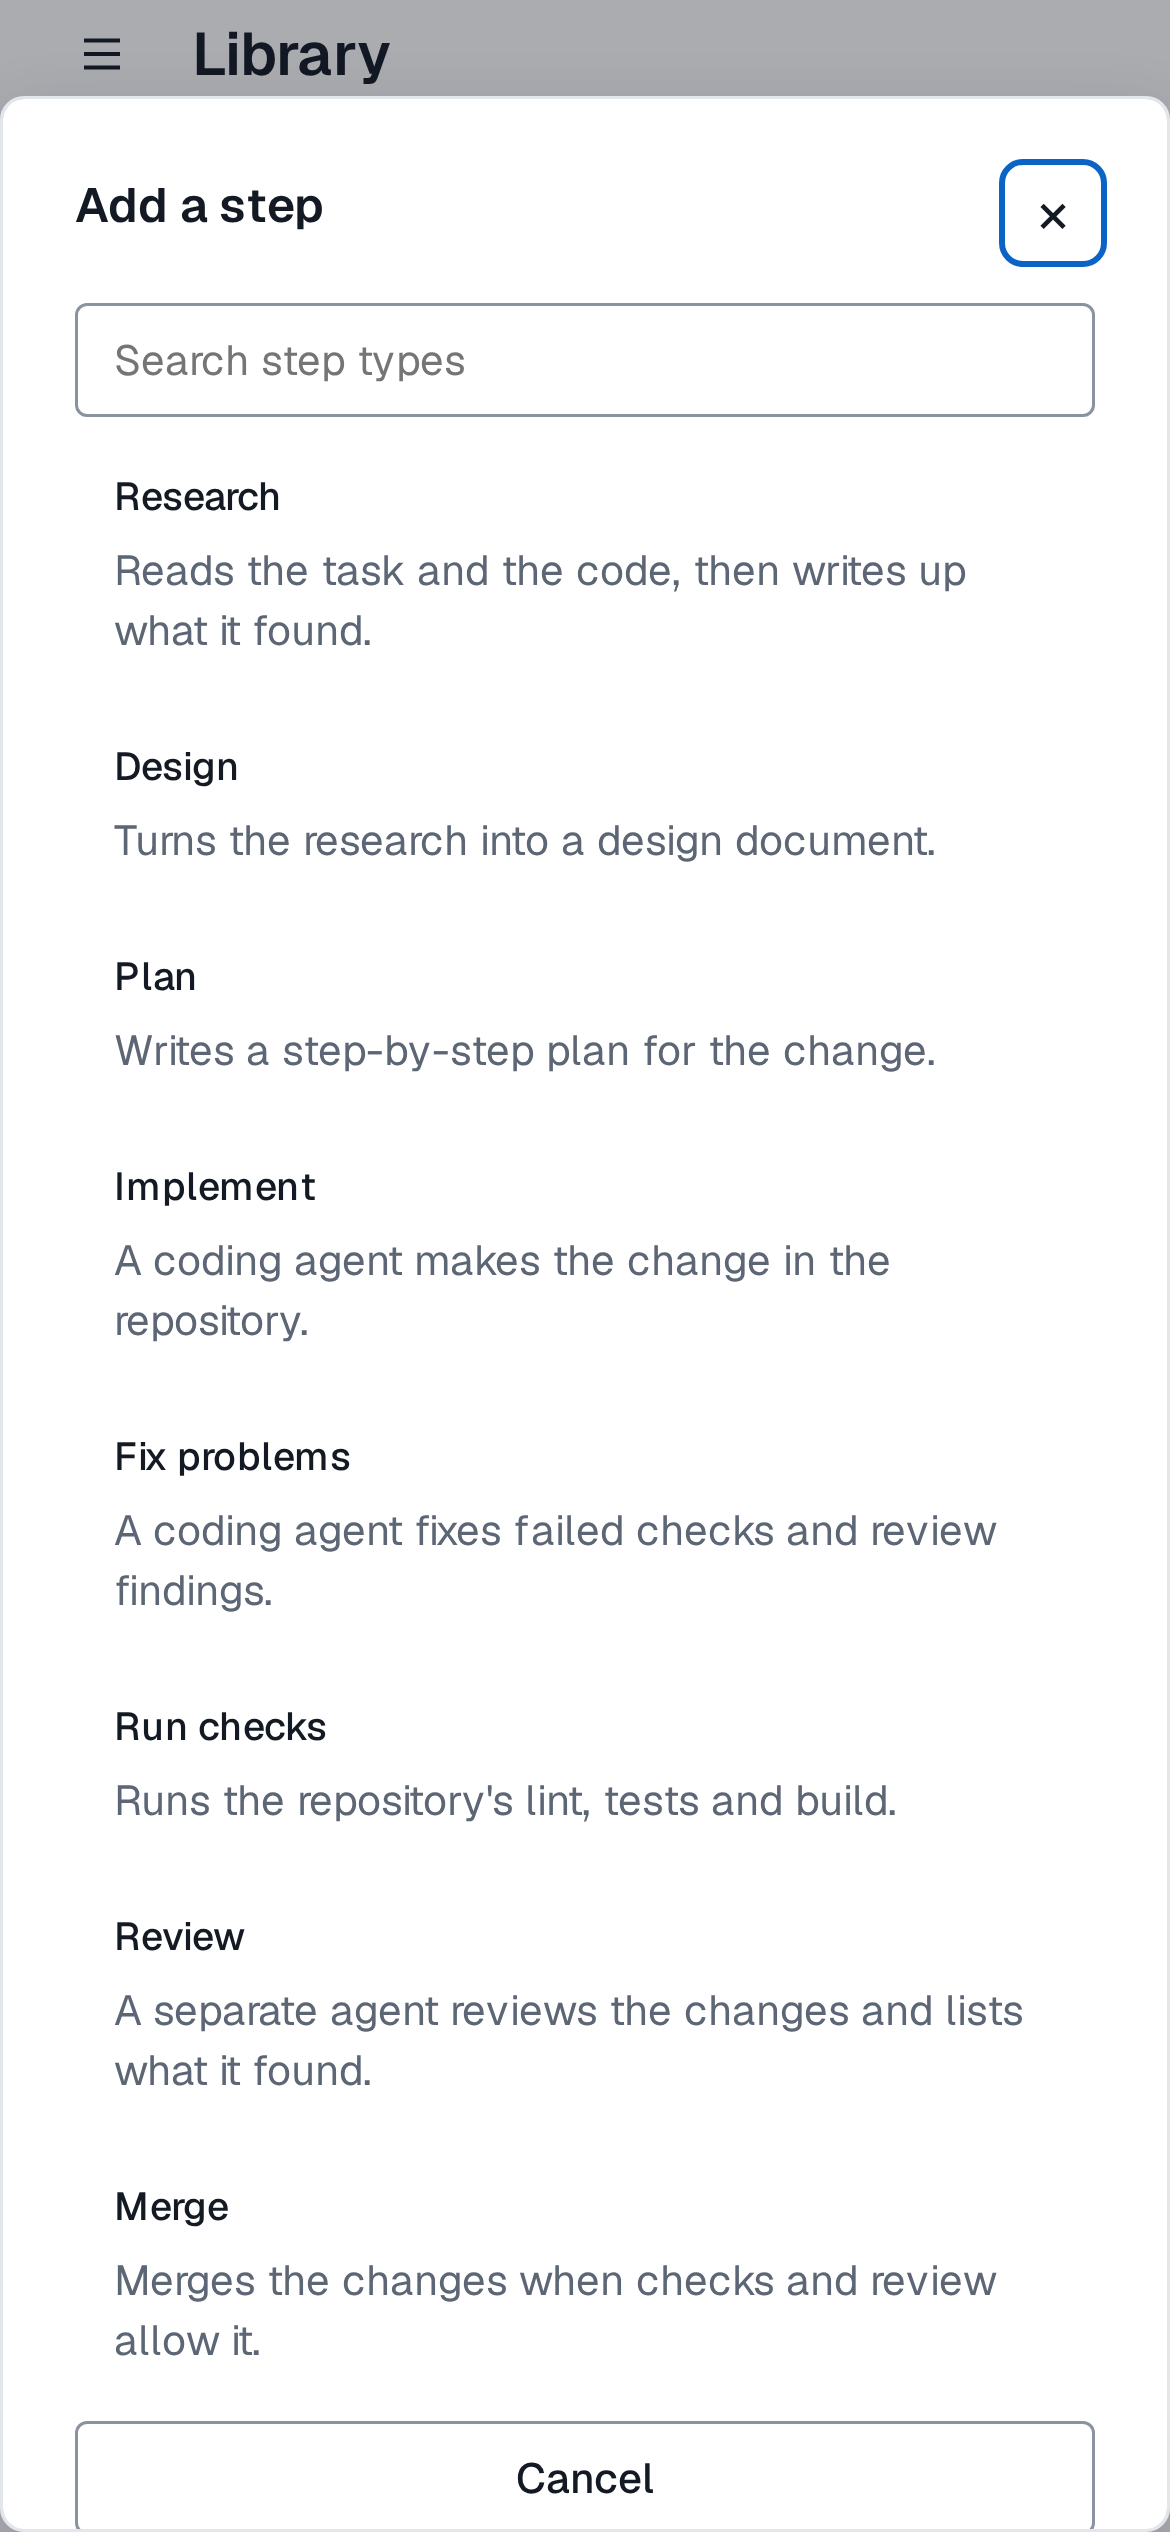 Library
Add a step
Search step types
Research
Reads the task and the code, then writes up
what it found.
Design
Turns the research into a design document.
Plan
Writes a step-by-step plan for the change.
Implement
A coding agent makes the change in the
repository.
Fix problems
A coding agent fixes failed checks and review
findings.
Run checks
Runs the repository's lint, tests and build.
Review
A separate agent reviews the changes and lists
what it found.
Merge
Merges the changes when checks and review
allow it.
Cancel